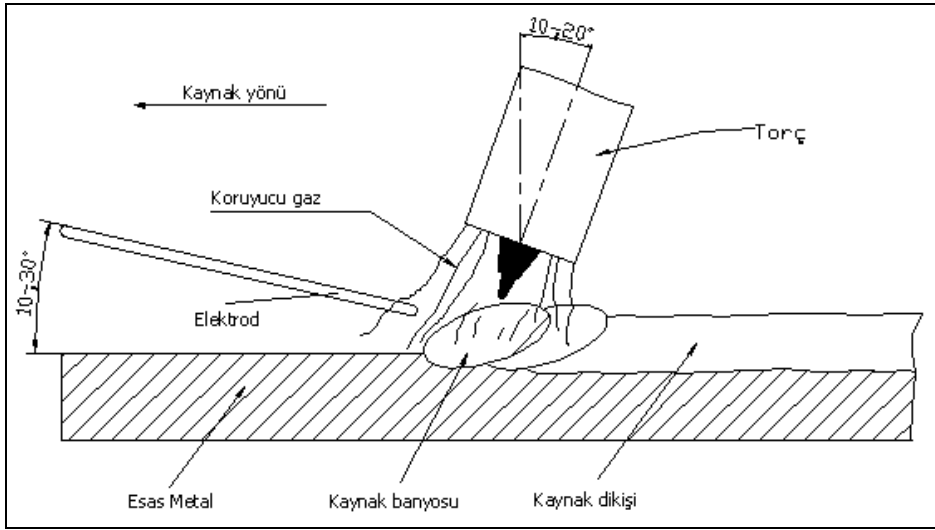 10-20°
Kaynak yönü
Torç
Koruyucu gaz
10-30°
Elektrod
Esas Metal
Kaynak banyosu
Kaynak dikişi